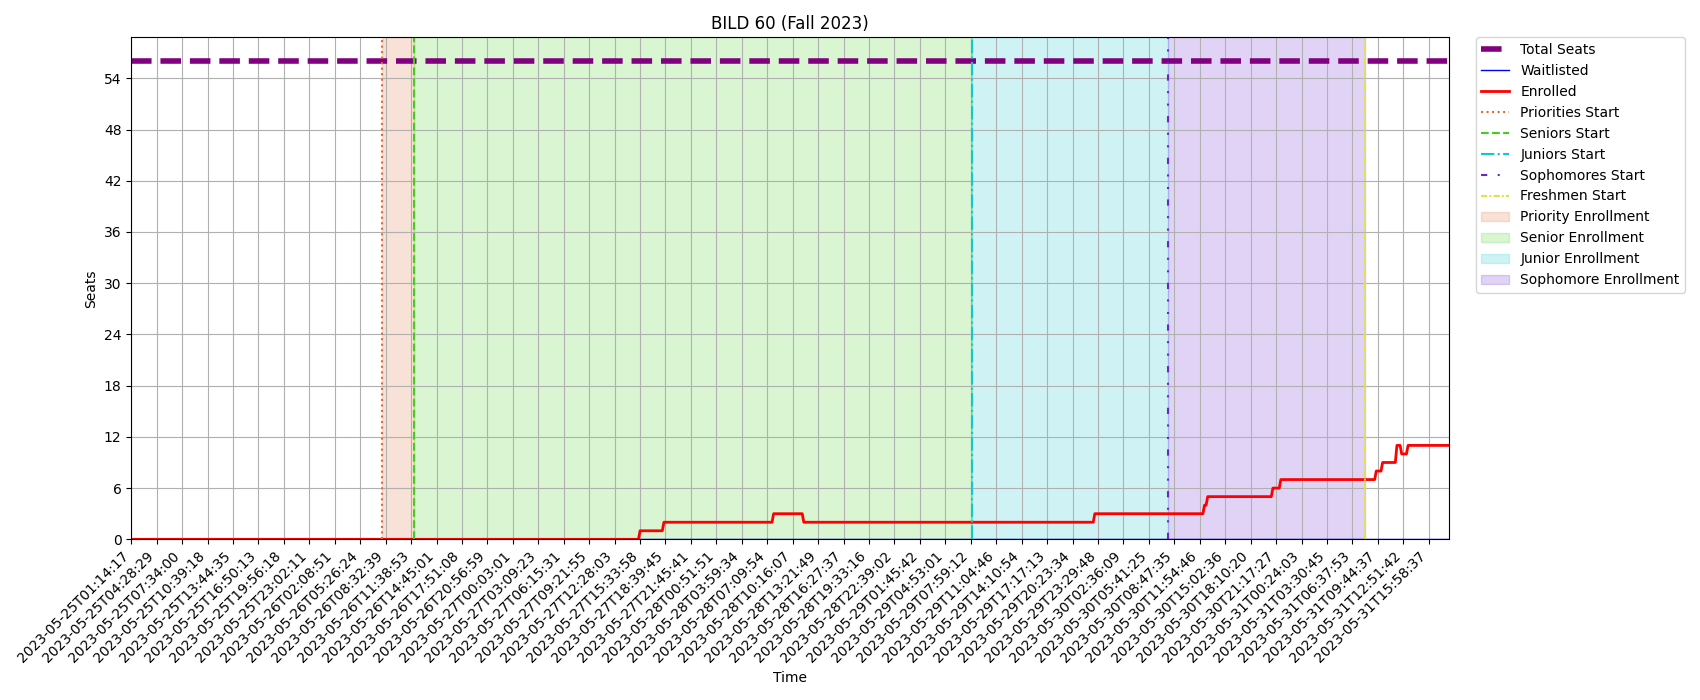 BILD 60 (Fall 2023)
Total Seats
Waitlisted
Enrolled
Priorities Start
Seniors Start
Juniors Start
Sophomores Start
Freshmen Start
Priority Enrollment
Senior Enrollment
Junior Enrollment
Sophomore Enrollment
Seats
54
48
42
36
30
24
18
12
6
0
2023-05-25T01:14:17
2023-05-25T04:28:29
2023-05-25T07:34:00
2023-05-25T10:39:18
2023-05-25T13:44:35
2023-05-25T16:50:13
2023-05-25T19:56:18
2023-05-25T23:02:11
2023-05-26T02:08:51
2023-05-26T05:26:24
2023-05-26T08:32:39
2023-05-26T11:38:53
2023-05-26T14:45:01
2023-05-26T17:51:08
2023-05-26T20:56:59
2023-05-27T00:03:01
2023-05-27T03:09:23
2023-05-27T06:15:31
2023-05-27T09:21:55
2023-05-27T12:28:03
2023-05-27T15:33:58
2023-05-27T18:39:45
2023-05-27T21:45:41
2023-05-28T00:51:51
2023-05-28T03:59:34
2023-05-28T07:09:54
2023-05-28T10:16:07
2023-05-28T13:21:49
2023-05-28T16:27:37
2023-05-28T19:33:16
2023-05-28T22:39:02
2023-05-29T01:45:42
2023-05-29T04:53:01
2023-05-29T07:59:12
2023-05-29T11:04:46
2023-05-29T14:10:54
2023-05-29T17:17:13
2023-05-29T20:23:34
2023-05-29T23:29:48
2023-05-30T02:36:09
2023-05-30T05:41:25
2023-05-30T08:47:35
2023-05-30T11:54:46
2023-05-30T15:02:36
2023-05-30T18:10:20
2023-05-30T21:17:27
2023-05-31T00:24:03
2023-05-31T03:30:45
2023-05-31T06:37:53
2023-05-31T09:44:37
2023-05-31T12:51:42
2023-05-31T15:58:37
Time